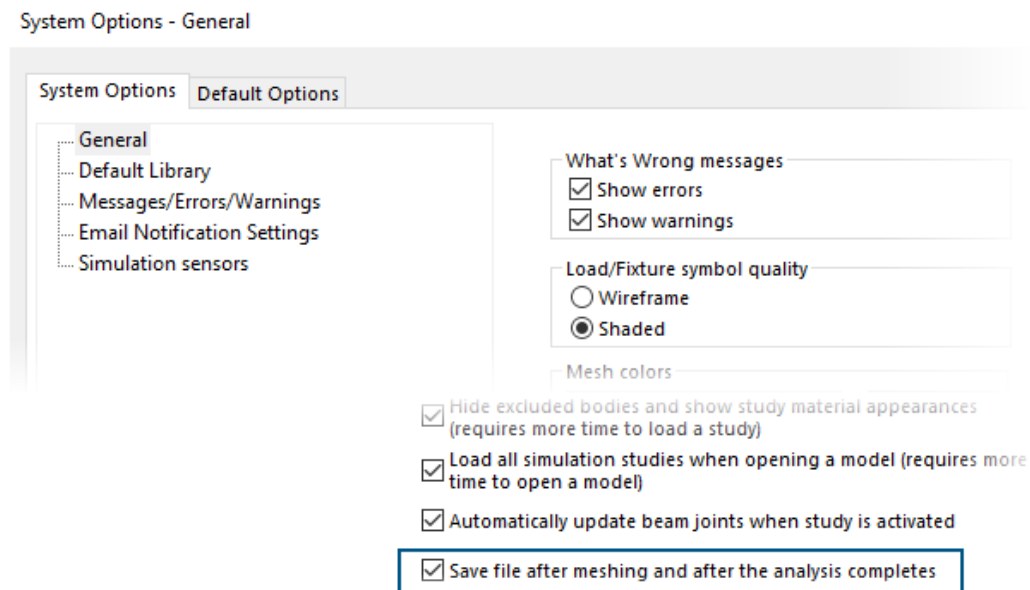 System Options - General
System Options
Default Options
General
Default Library
Messages/Errors/Warnings
Email Notification Settings
Simulation sensors
What's Wrong messages
Show errors
Show warnings
Load/Fixture symbol quality
Wireframe
Shaded
Mesh colors
Hide excluded bodies and show study material appearances
(requires more time to load a study)
Load all simulation studies when opening a model (requires more
time to open a model)
Automatically update beam joints when study is activated
Save file after meshing and after the analysis completes